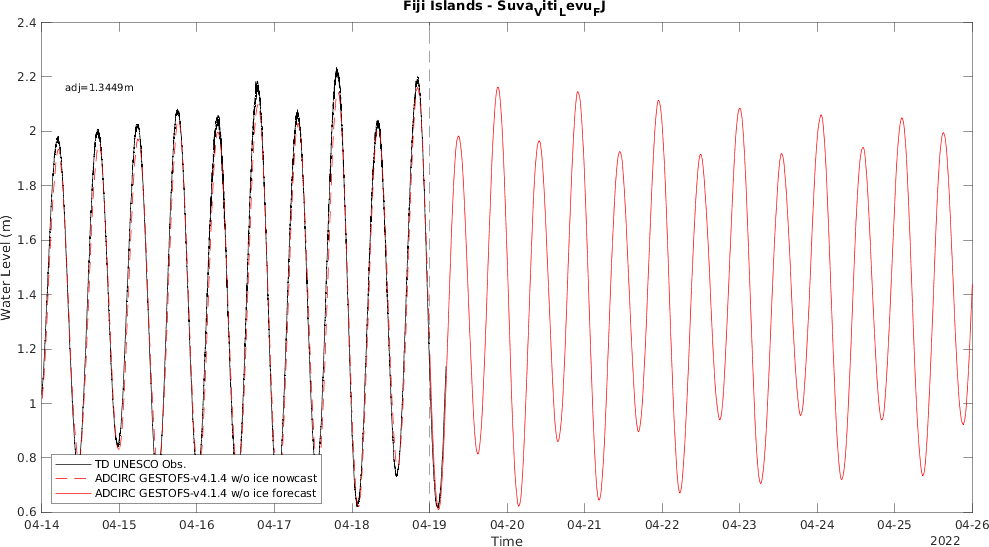 Fiji Islands - SuvaVitiLevuFJ
2.4
2.2
adj=1.3449m
2
1.8
1.6
Water Level (m)
1.4
1.2
1
0.8
TD UNESCO Obs.
ADCIRC GESTOFS-v4.1.4 w/o ice nowcast
ADCIRC GESTOFS-v4.1.4 w/o ice forecast
0.6
04-14 04-15 04-16 04-17 04-18 04-19 04-20 04-21 04-22 04-23 04-24 04-25 04-26
Time
2022